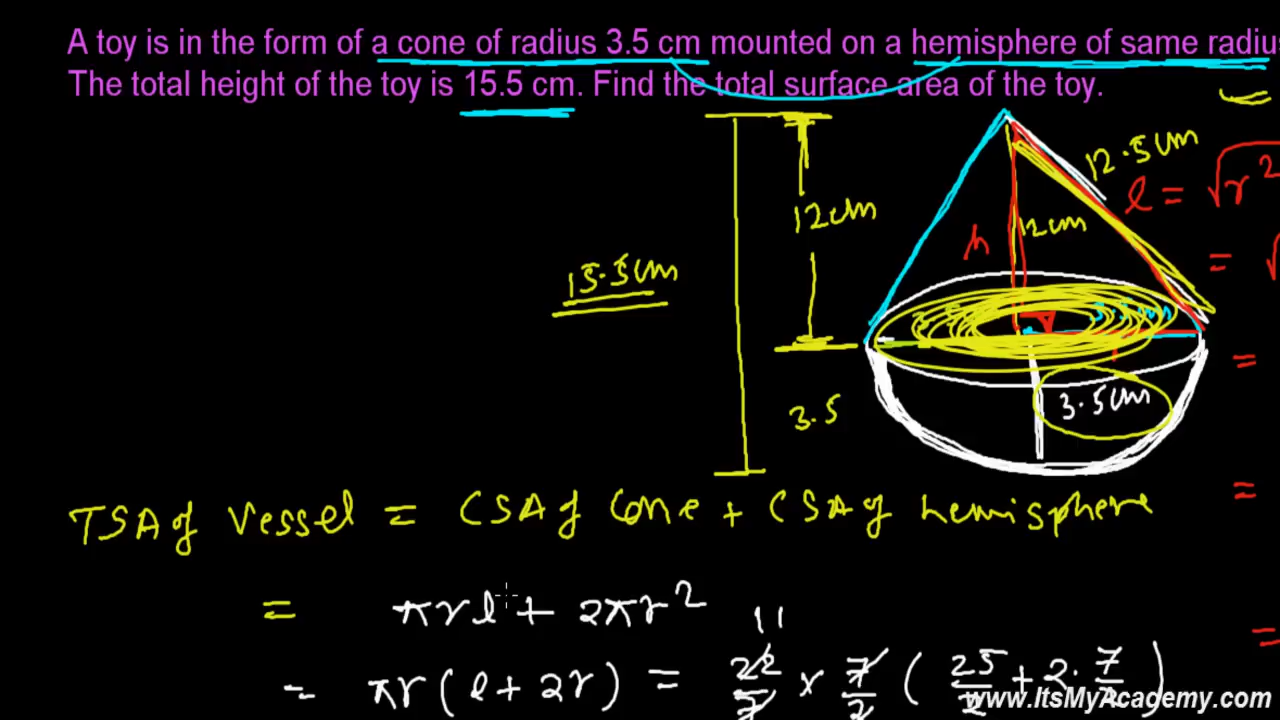 A toy is in the form of a cone of radius 3.5 cm mounted on a hemisphere of same radius
The total height of the toy is 15.5 cm. Find the total surface area of the toy.
12.5cm
l = √r²
12cm
h
12cm
= √
15.5cm
=
3.5
3.5cm
=
TSA of Vessel = CSA of Cone + CSA of hemisphere
= πrl + 2πr²
11
=
= πr(l + 2r) = 22/7 × 7/2 (25/2 + 2·7/2)
www.ItsMyAcademy.com